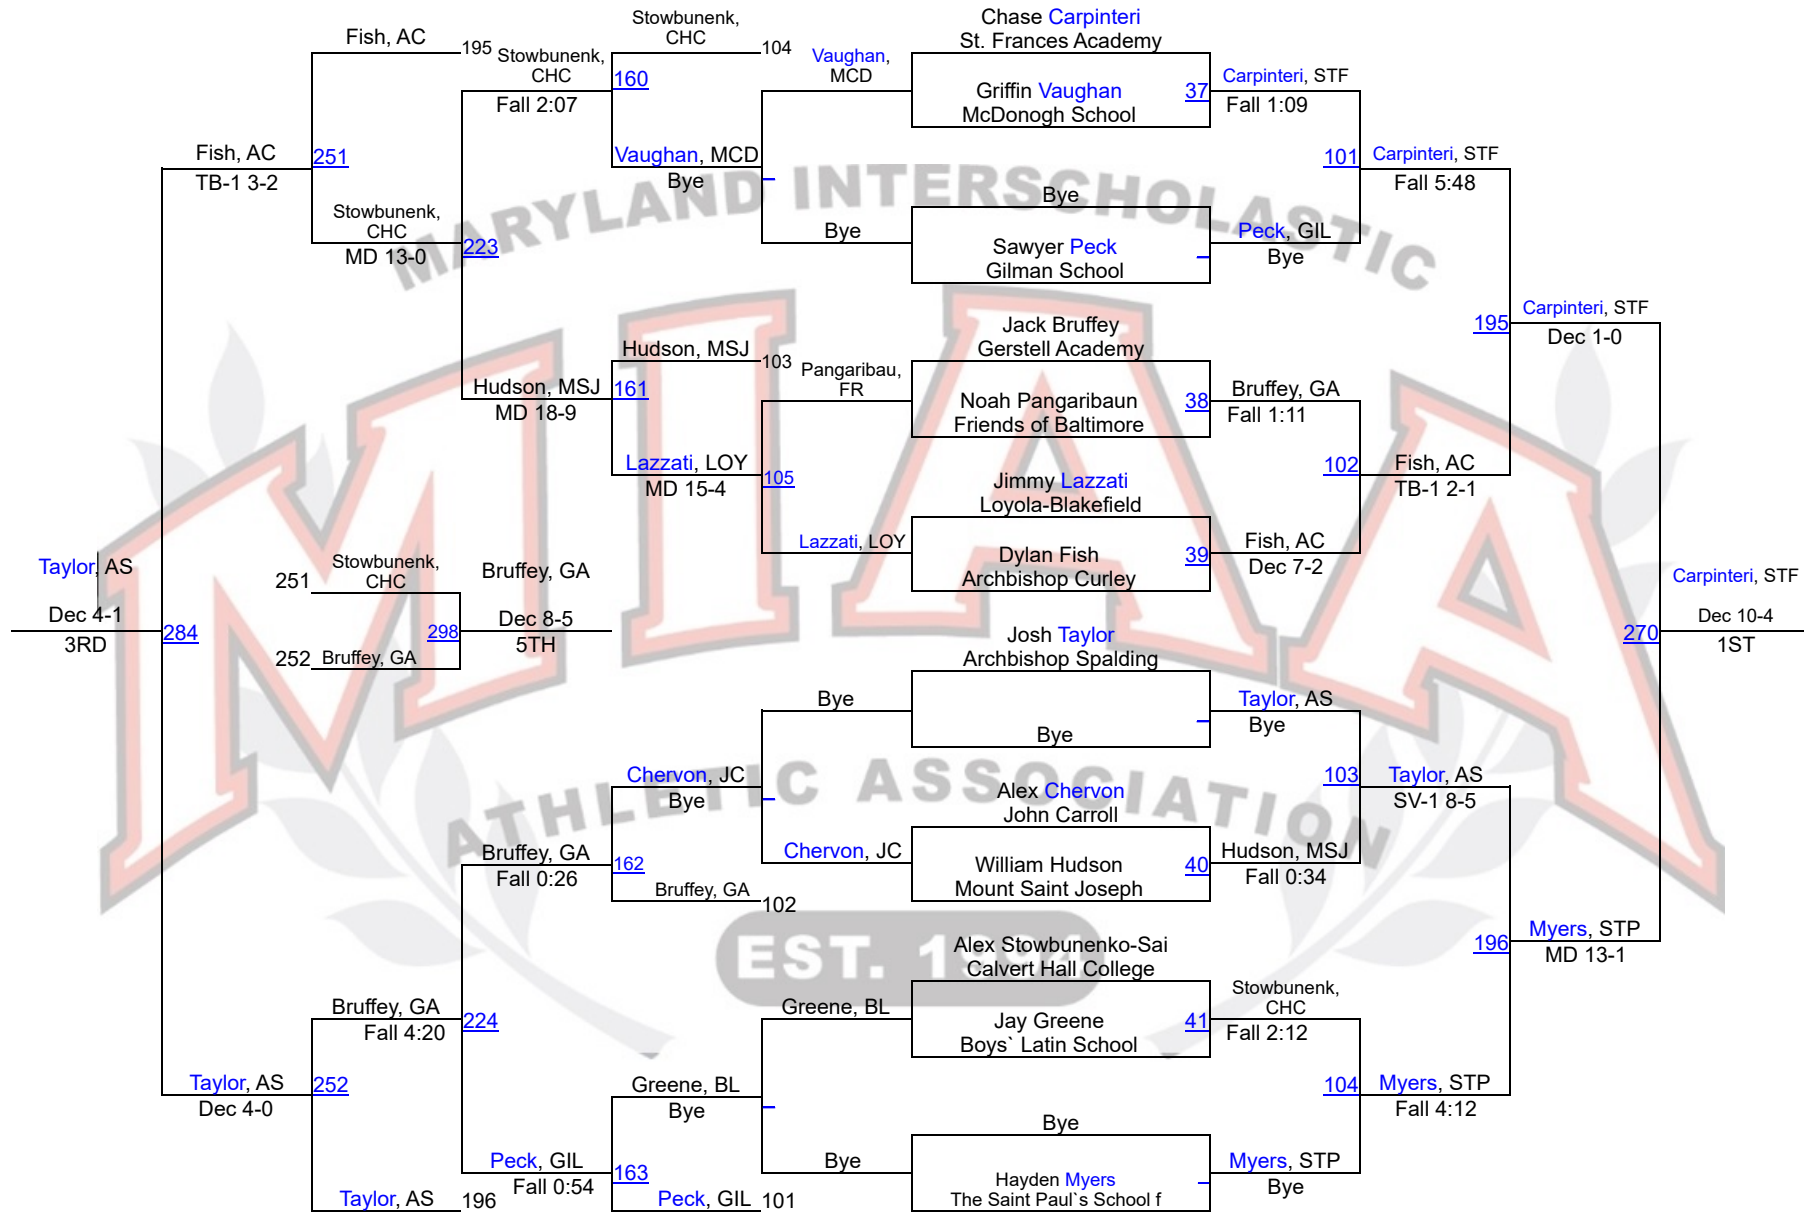 Fish, AC
195
Stowbunenk,
CHC
Fall 2:07
Stowbunenk,
CHC
104
160
Vaughan,
MCD
Chase Carpinteri
St. Frances Academy
Griffin Vaughan
McDonogh School
37
Carpinteri, STF
Fall 1:09
Fish, AC
TB-1 3-2
251
Vaughan, MCD
Bye
101
Carpinteri, STF
Fall 5:48
MARYLAND INTERSCHOLASTIC
Stowbunenk,
CHC
MD 13-0
223
Bye
Bye
Sawyer Peck
Gilman School
Peck, GIL
Bye
MIAA
Hudson, MSJ
103
Hudson, MSJ
MD 18-9
161
Pangaribau,
FR
Jack Bruffey
Gerstell Academy
Noah Pangaribaun
Friends of Baltimore
38
Bruffey, GA
Fall 1:11
195
Carpinteri, STF
Dec 1-0
Lazzati, LOY
MD 15-4
105
Jimmy Lazzati
Loyola-Blakefield
102
Fish, AC
TB-1 2-1
Lazzati, LOY
Dylan Fish
Archbishop Curley
39
Fish, AC
Dec 7-2
Taylor, AS
Dec 4-1
3RD
284
251
Stowbunenk,
CHC
252
Bruffey, GA
298
Bruffey, GA
Dec 8-5
5TH
270
Carpinteri, STF
Dec 10-4
1ST
Josh Taylor
Archbishop Spalding
Bye
Bye
Taylor, AS
Bye
ATHLETIC ASSOCIATION
Chervon, JC
Bye
Alex Chervon
John Carroll
103
Taylor, AS
SV-1 8-5
Bruffey, GA
Fall 0:26
162
Chervon, JC
William Hudson
Mount Saint Joseph
40
Hudson, MSJ
Fall 0:34
Bruffey, GA
102
EST. 1994
Alex Stowbunenko-Sai
Calvert Hall College
196
Myers, STP
MD 13-1
Bruffey, GA
Fall 4:20
224
Greene, BL
Jay Greene
Boys` Latin School
41
Stowbunenk,
CHC
Fall 2:12
Taylor, AS
Dec 4-0
252
Greene, BL
Bye
104
Myers, STP
Fall 4:12
Bye
Peck, GIL
Fall 0:54
163
Bye
Hayden Myers
The Saint Paul`s School f
Myers, STP
Bye
Taylor, AS
196
Peck, GIL
101